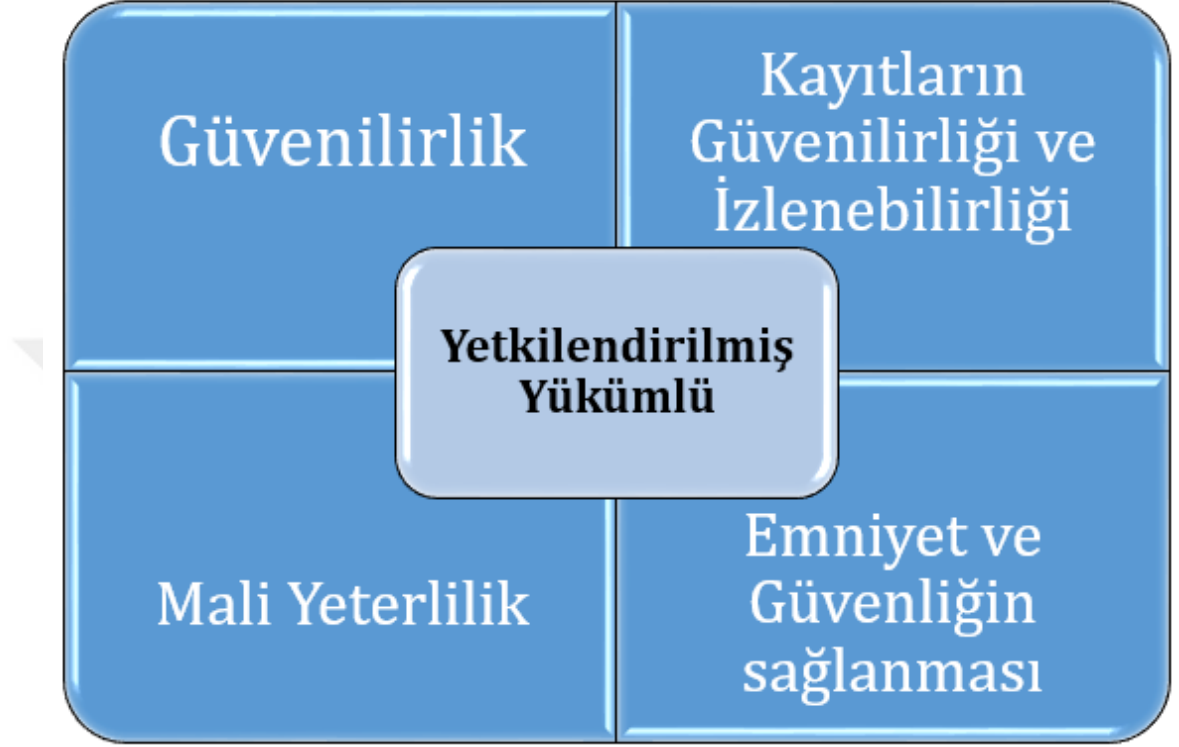 Güvenilirlik
Kayıtların
Güvenilirliği ve
İzlenebilirliği
Yetkilendirilmiş
Yükümlü
Mali Yeterlilik
Emniyet ve
Güvenliğin
sağlanması